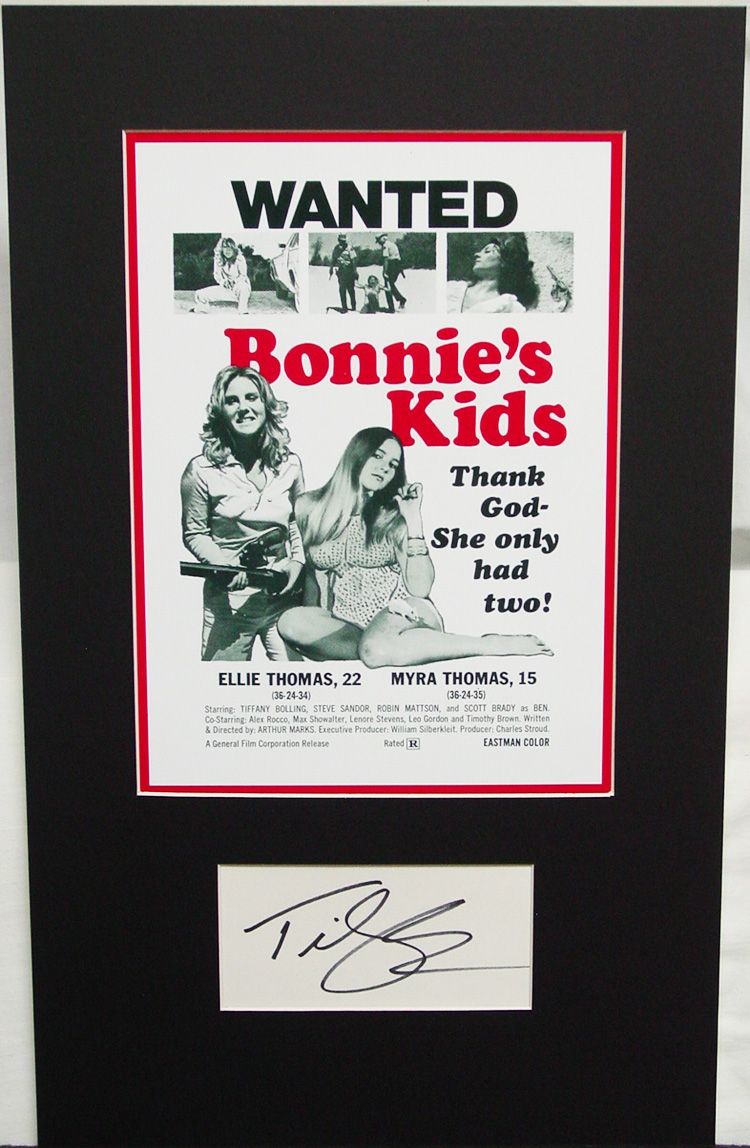 WANTED
Bonnie's
Kids
Thank
God-
She only
had
two!
ELLIE THOMAS, 22 MYRA THOMAS, 15
(36-24-34) (36-24-35)
Starring: TIFFANY BOLLING, STEVE SANDOR, ROBIN MATTSON, and SCOTT BRADY as BEN.
Co-Starring: Alex Rocco, Max Showalter, Lenore Stevens, Leo Gordon and Timothy Brown. Written
& Directed by: ARTHUR MARKS. Executive Producer: William Silberkleit. Producer: Charles Stroud.
A General Film Corporation Release Rated R EASTMAN COLOR